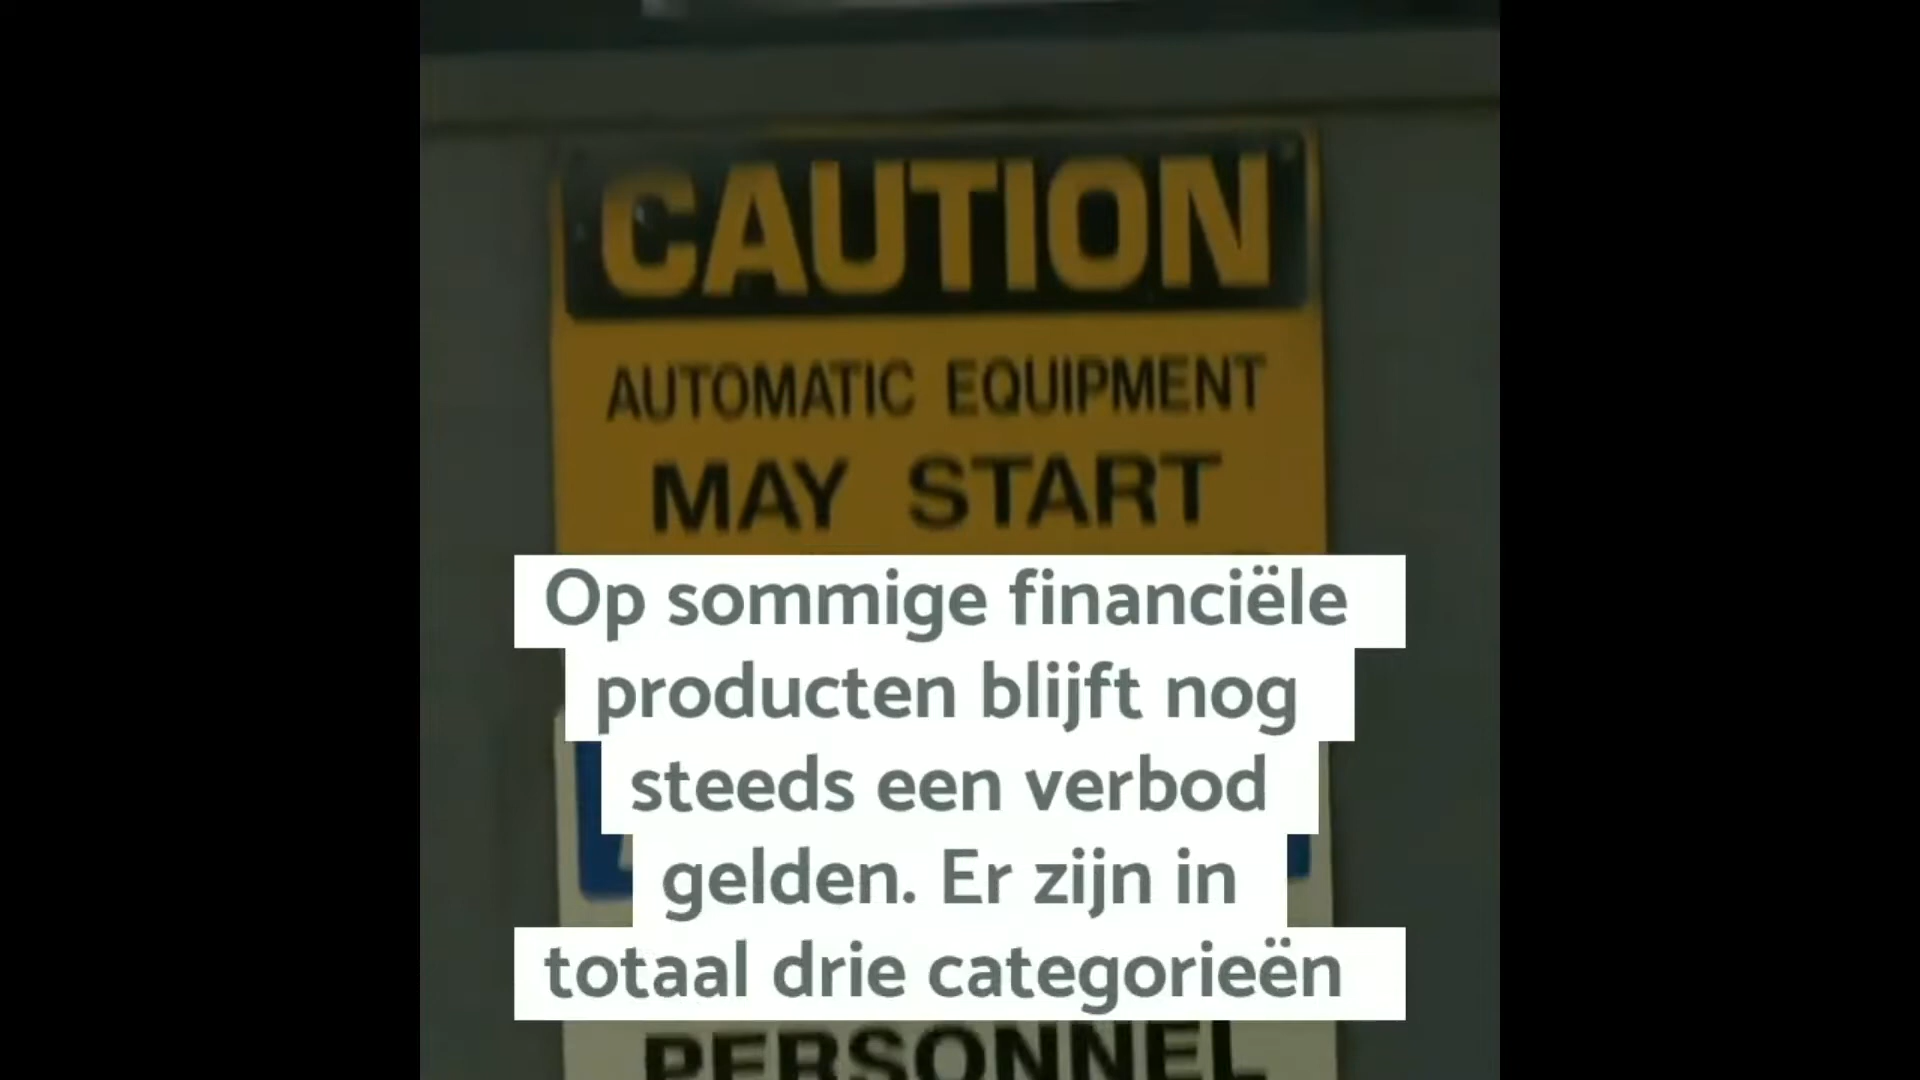 CAUTION
AUTOMATIC EQUIPMENT
MAY START
Op sommige financiële
producten blijft nog
steeds een verbod
gelden. Er zijn in
totaal drie categorieën
PERSONNEL